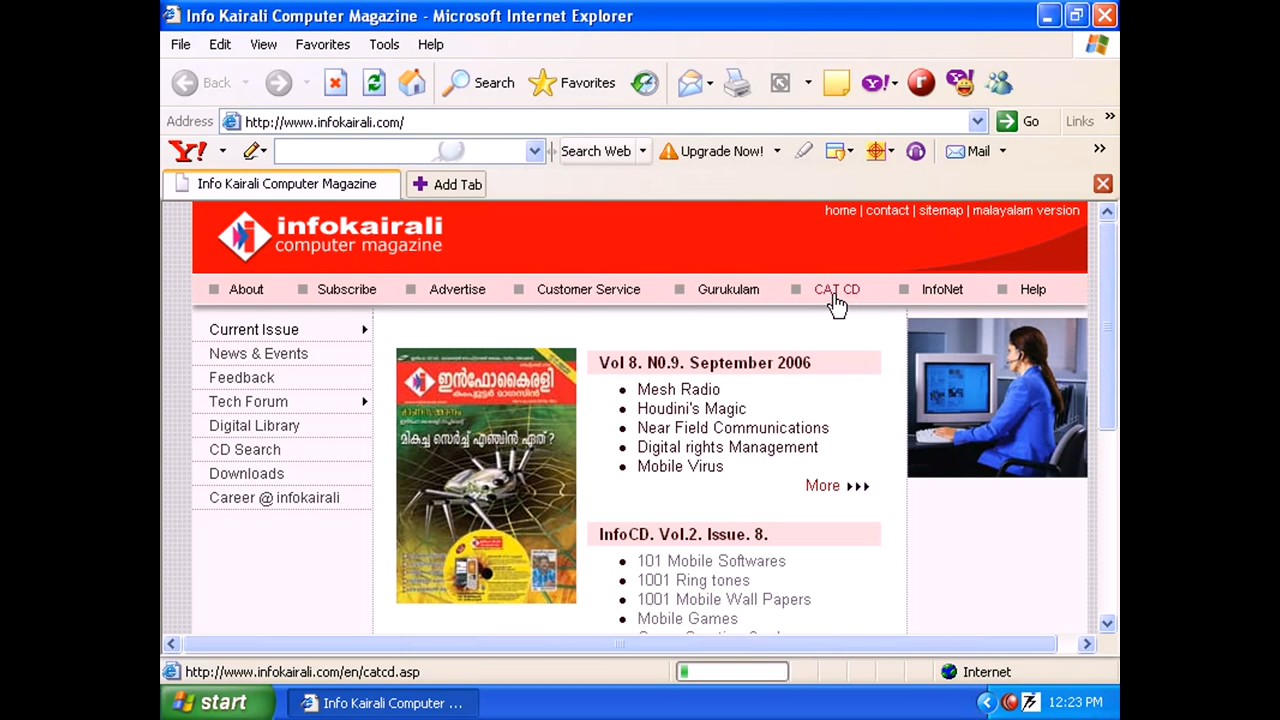 Info Kairali Computer Magazine - Microsoft Internet Explorer
File Edit View Favorites Tools Help
Back Search Favorites
Address http://www.infokairali.com/ Go Links
Y! Search Web Upgrade Now! Mail
Info Kairali Computer Magazine Add Tab
home | contact | sitemap | malayalam version
infokairali
computer magazine
About Subscribe Advertise Customer Service Gurukulam CAT CD InfoNet Help
Current Issue
News & Events
Feedback
Tech Forum
Digital Library
CD Search
Downloads
Career @ infokairali
ഇൻഫോകൈരളി
കംപ്യൂട്ടർ മാഗസിൻ
മികച്ച സെർച്ച് എഞ്ചിൻ ഏത്?
Vol 8. N0.9. September 2006
Mesh Radio
Houdini's Magic
Near Field Communications
Digital rights Management
Mobile Virus
More
InfoCD. Vol.2. Issue. 8.
101 Mobile Softwares
1001 Ring tones
1001 Mobile Wall Papers
Mobile Games
http://www.infokairali.com/en/catcd.asp Internet
start Info Kairali Computer ... 12:23 PM